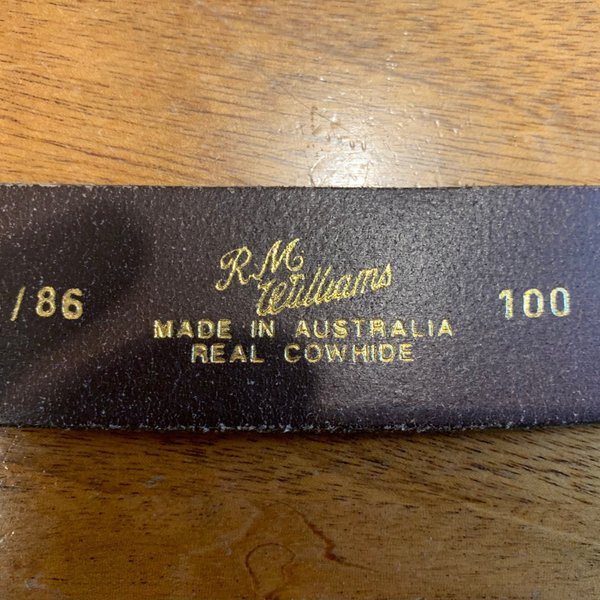 /86
R.M.
Williams
MADE IN AUSTRALIA
REAL COWHIDE
100